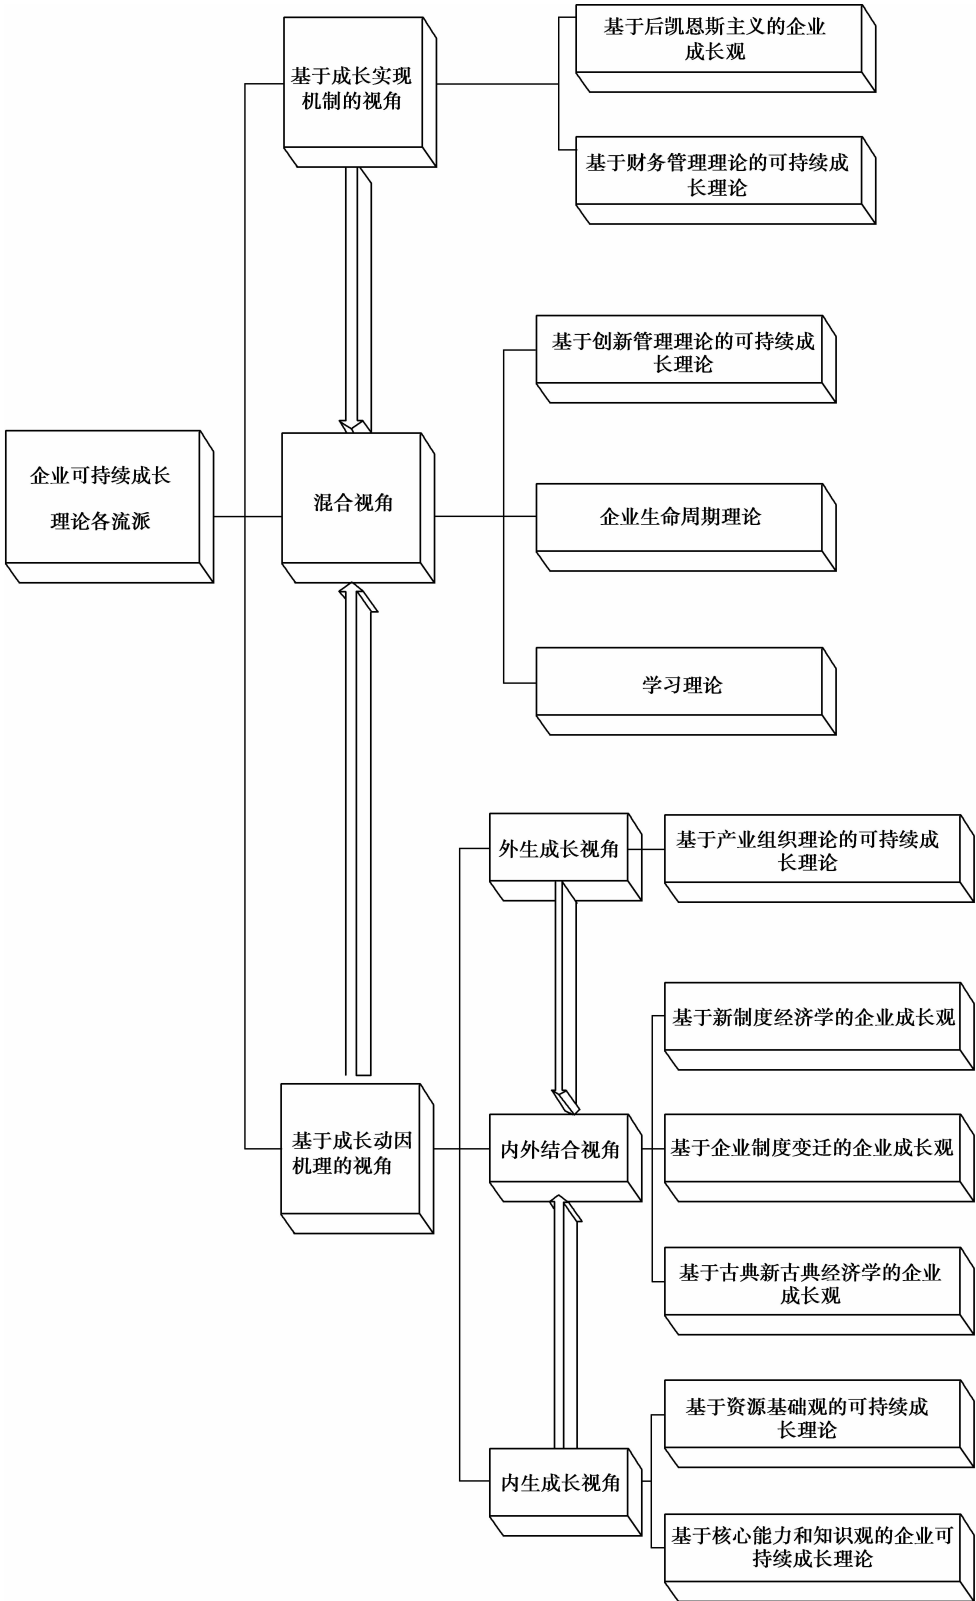 基于后凯恩斯主义的企业
成长观
基于成长实现
机制的视角
基于财务管理理论的可持续成
长理论
基于创新管理理论的可持续成
长理论
企业可持续成长
理论各流派
混合视角
企业生命周期理论
学习理论
外生成长视角
基于产业组织理论的可持续成
长理论
基于新制度经济学的企业成长观
基于成长动因
机理的视角
内外结合视角
基于企业制度变迁的企业成长观
基于古典新古典经济学的企业
成长观
基于资源基础观的可持续成
长理论
内生成长视角
基于核心能力和知识观的企业可
持续成长理论